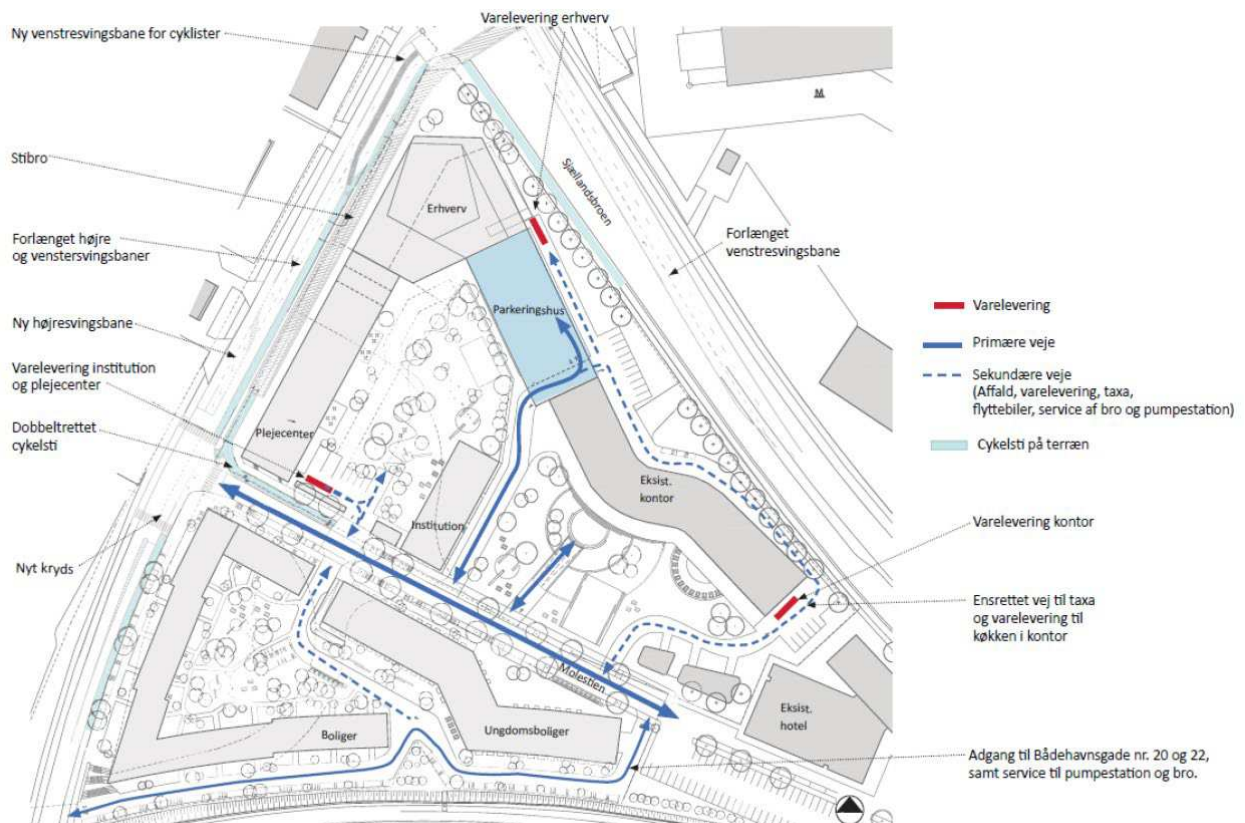 Varelevering erhverv
Ny venstresvingsbane for cyklister
Stibro
Sjællandsbroen
Erhverv
Forlænget højre
og venstersvingsbaner
Forlænget
venstresvingsbane
Ny højresvingsbane
Parkeringshus
Varelevering
Primære veje
Varelevering institution
og plejecenter
Sekundære veje
(Affald, varelevering, taxa,
flyttebiler, service af bro og pumpestation)
Dobbeltrettet
cykelsti
Plejecenter
Cykelsti på terræn
Eksist.
kontor
Institution
Varelevering kontor
Nyt kryds
Ensrettet vej til taxa
og varelevering til
køkken i kontor
Molestien
Eksist.
hotel
Boliger
Ungdomsboliger
Adgang til Bådehavnsgade nr. 20 og 22,
samt service til pumpestation og bro.